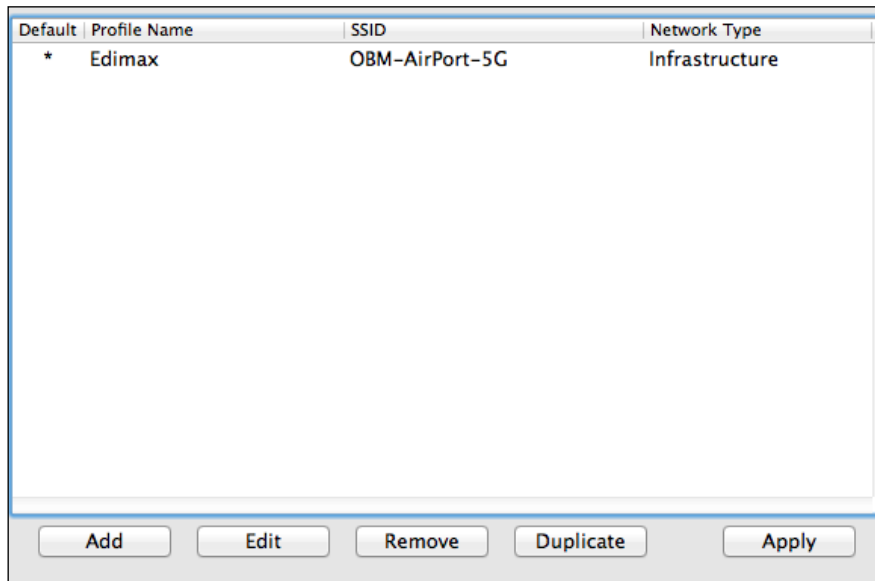 Default Profile Name SSID Network Type
* Edimax OBM-AirPort-5G Infrastructure
Add Edit Remove Duplicate Apply